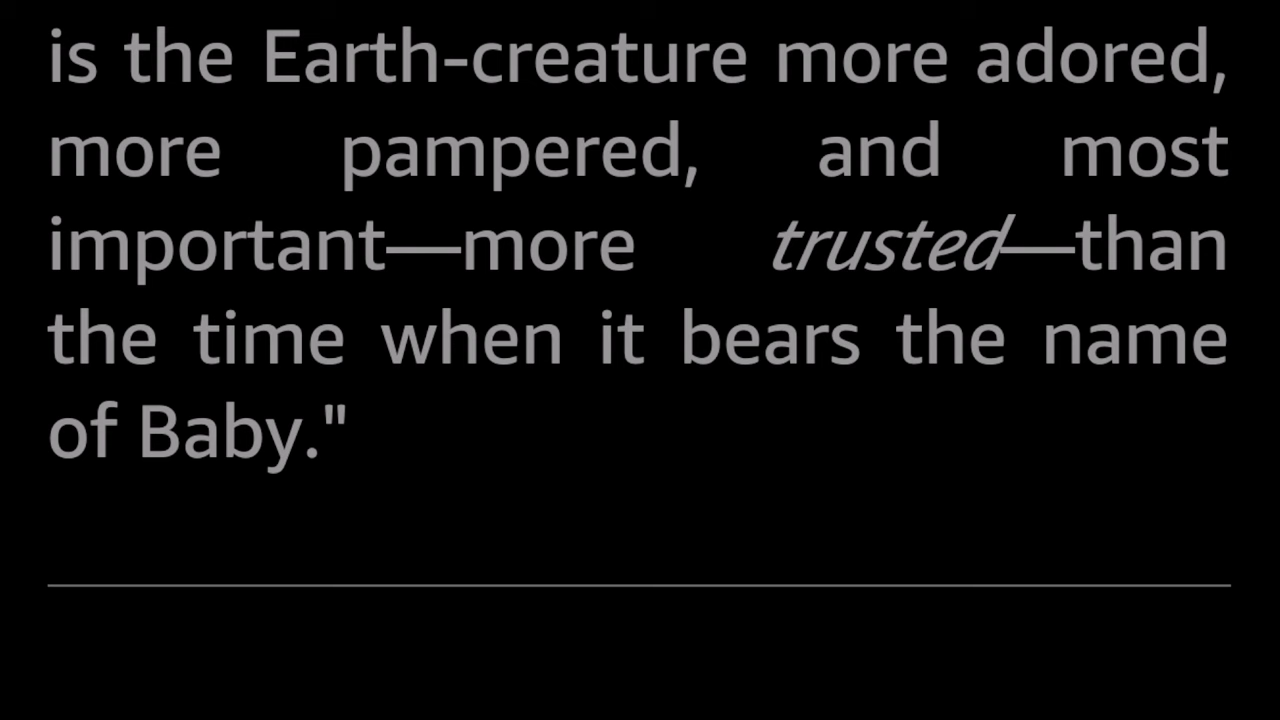 is the Earth-creature more adored,
more pampered, and most
important—more trusted—than
the time when it bears the name
of Baby."